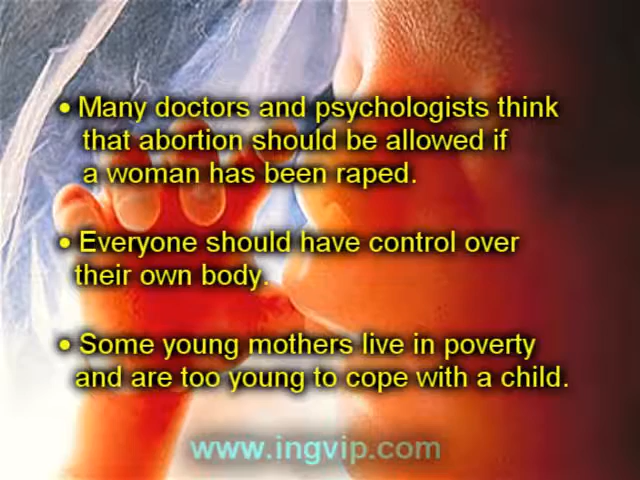 • Many doctors and psychologists think
that abortion should be allowed if
a woman has been raped.
• Everyone should have control over
their own body.
• Some young mothers live in poverty
and are too young to cope with a child.
www.ingvip.com